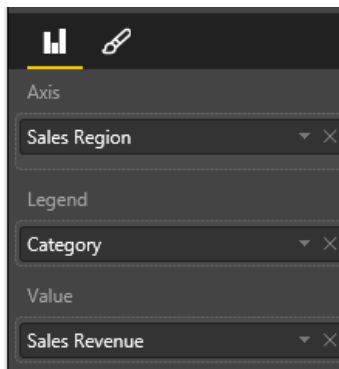 Axis
Sales Region
Legend
Category
Value
Sales Revenue